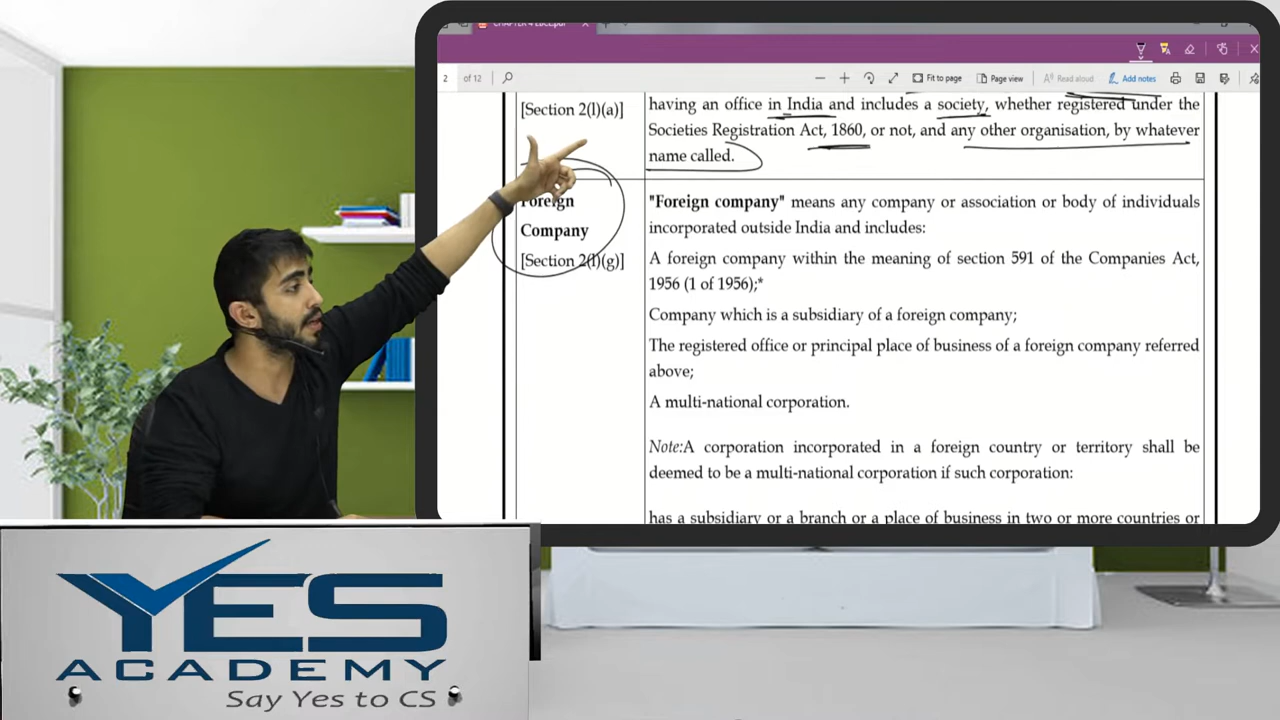 CHAPTER 4
2 of 12
Fit to page
Page view
Read aloud
Add notes
[Section 2(l)(a)]
having an office in India and includes a society, whether registered under the
Societies Registration Act, 1860, or not, and any other organisation, by whatever
name called.
Foreign
Company
[Section 2(l)(g)]
"Foreign company" means any company or association or body of individuals
incorporated outside India and includes:
A foreign company within the meaning of section 591 of the Companies Act,
1956 (1 of 1956);*
Company which is a subsidiary of a foreign company;
The registered office or principal place of business of a foreign company referred
above;
A multi-national corporation.
Note:A corporation incorporated in a foreign country or territory shall be
deemed to be a multi-national corporation if such corporation:
has a subsidiary or a branch or a place of business in two or more countries or
YES
ACADEMY
Say Yes to CS